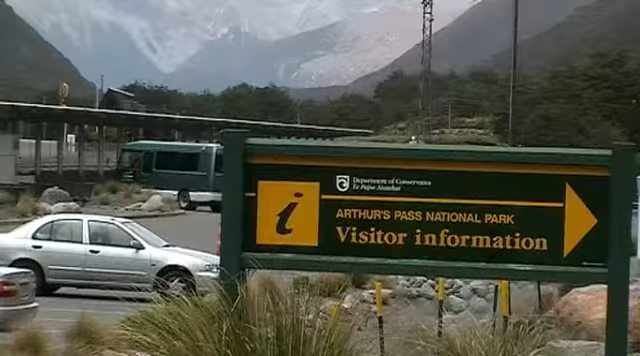 Department of Conservation
Te Papa Atawhai
i
ARTHUR'S PASS NATIONAL PARK
Visitor information